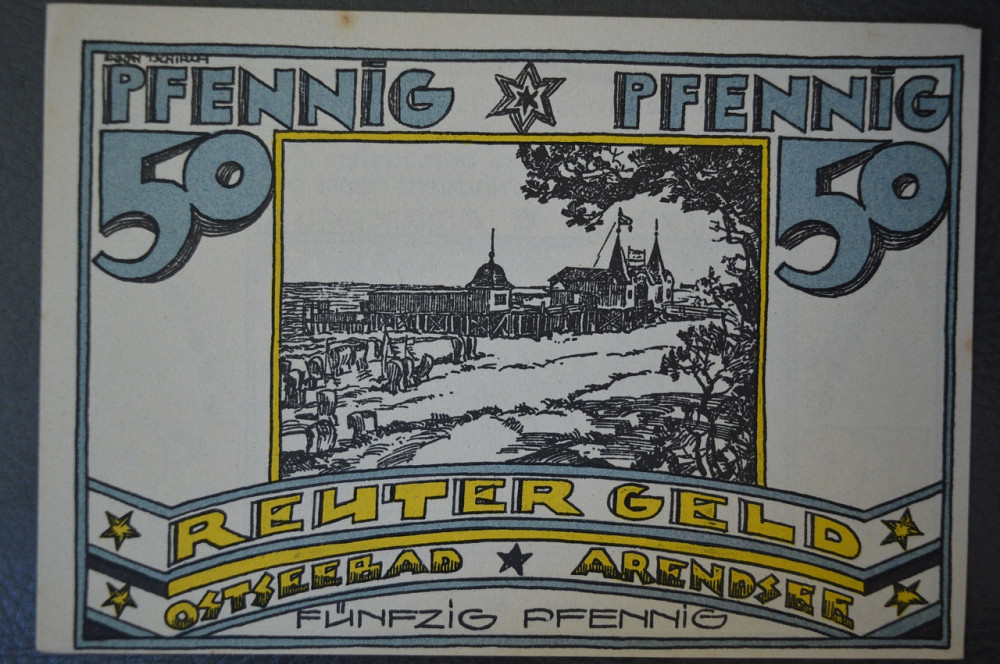 PFENNIG PFENNIG
50 50
REUTER GELD
OSTSEEBAD ARENDSEE
FÜNFZIG PFENNIG